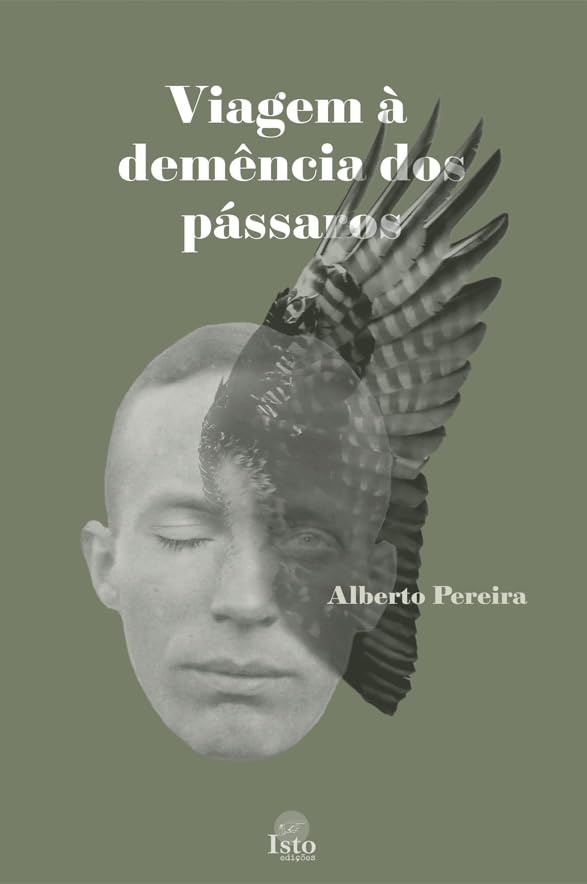 Viagem à
demência dos
pássaros
Alberto Pereira
Isto
edições